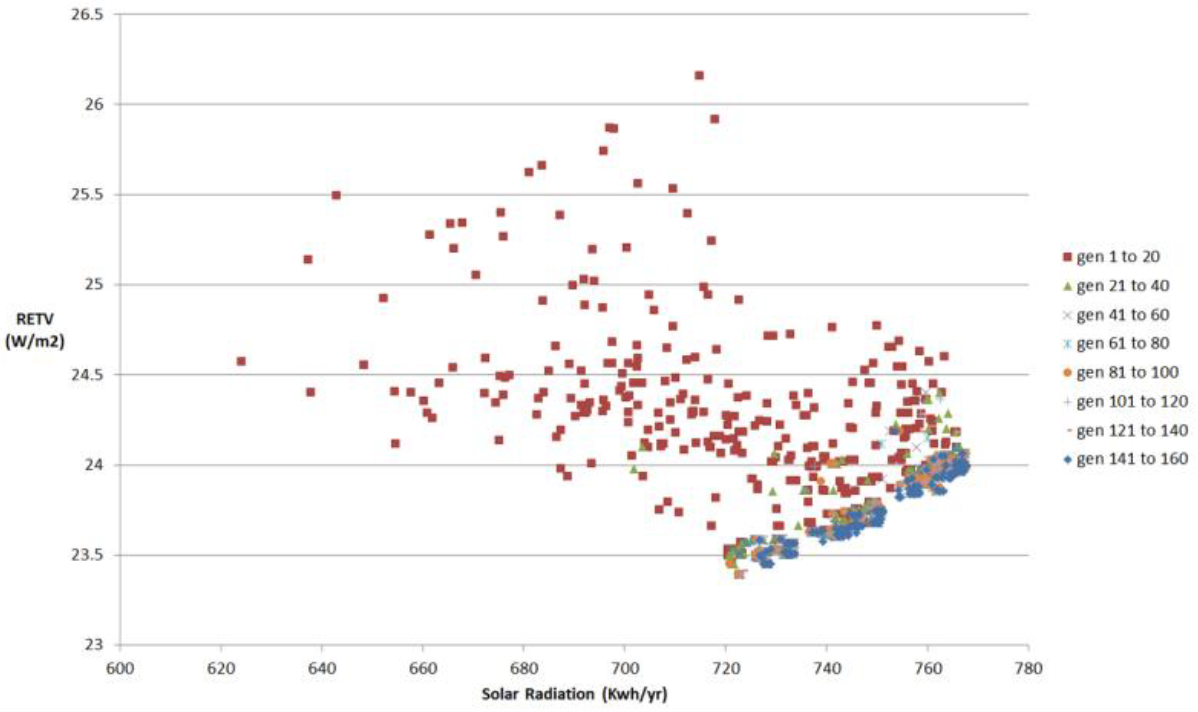 26.5
26
25.5
25
RETV
(W/m2)
24.5
24
23.5
23
600 620 640 660 680 700 720 740 760 780
Solar Radiation (Kwh/yr)
gen 1 to 20
gen 21 to 40
gen 41 to 60
gen 61 to 80
gen 81 to 100
gen 101 to 120
gen 121 to 140
gen 141 to 160